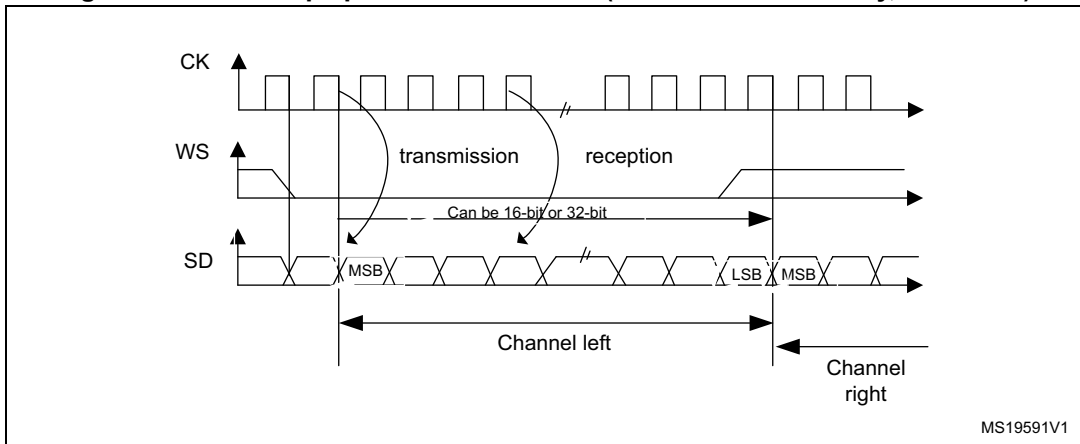 CK
WS
transmission
reception
Can be 16-bit or 32-bit
SD
MSB
LSB
MSB
Channel left
Channel
right
MS19591V1